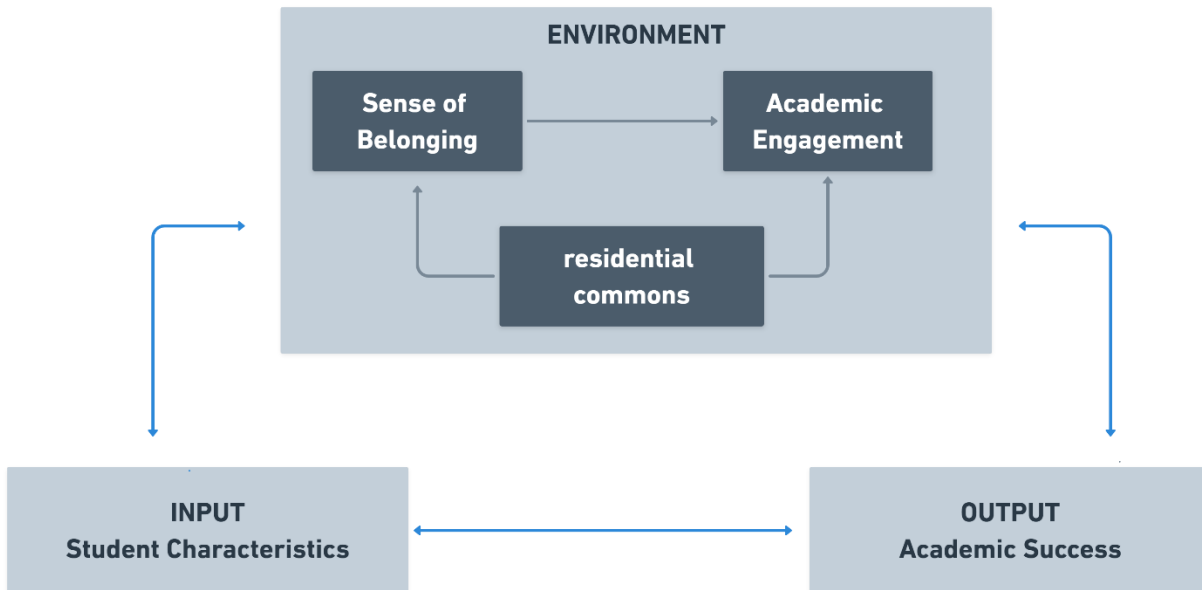 ENVIRONMENT
Sense of
Belonging
Academic
Engagement
residential
commons
INPUT
Student Characteristics
OUTPUT
Academic Success